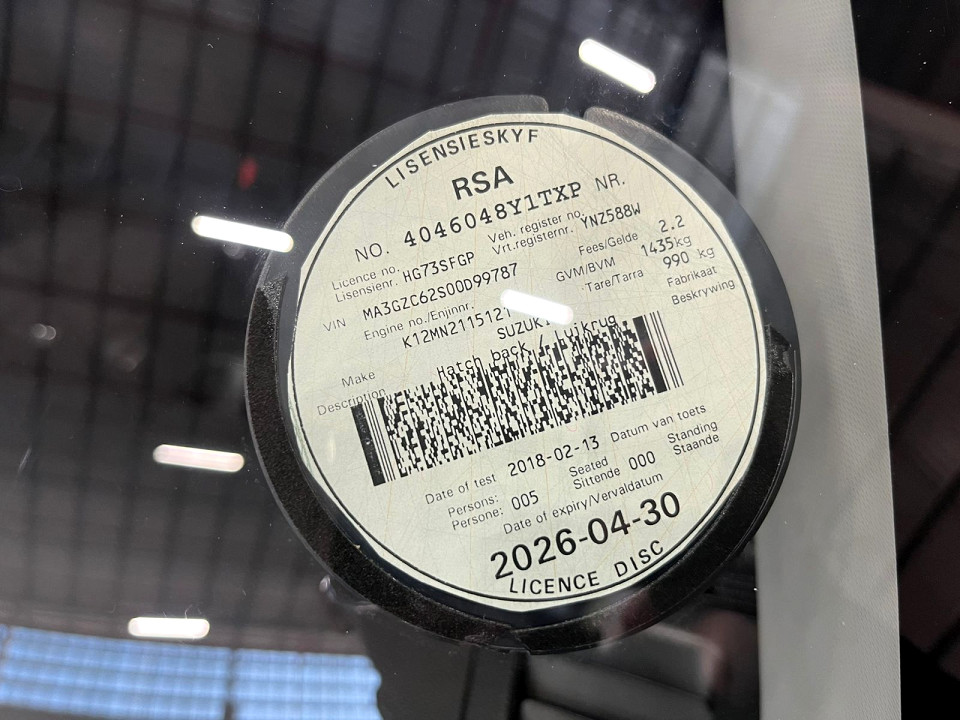 LISENSIESKYF
RSA
NO. 4046048Y1TXP NR.
Licence no. Veh. register no.
Lisensienr. HG73SFGP Vrt.registernr. YNZ588W
VIN MA3GZC62S00D99787 Fees/Gelde 2.2
Engine no./Enjinnr. GVM/BVM 1435kg
K12MN211512 Tare/Tarra 990 kg
Make SUZUKI Fabrikaat
Description Hatch back / Luikrug Beskrywing
Date of test 2018-02-13 Datum van toets
Persons: Seated Standing
Persone: 005 Sittende 000 Staande
Date of expiry/Vervaldatum
2026-04-30
LICENCE DISC